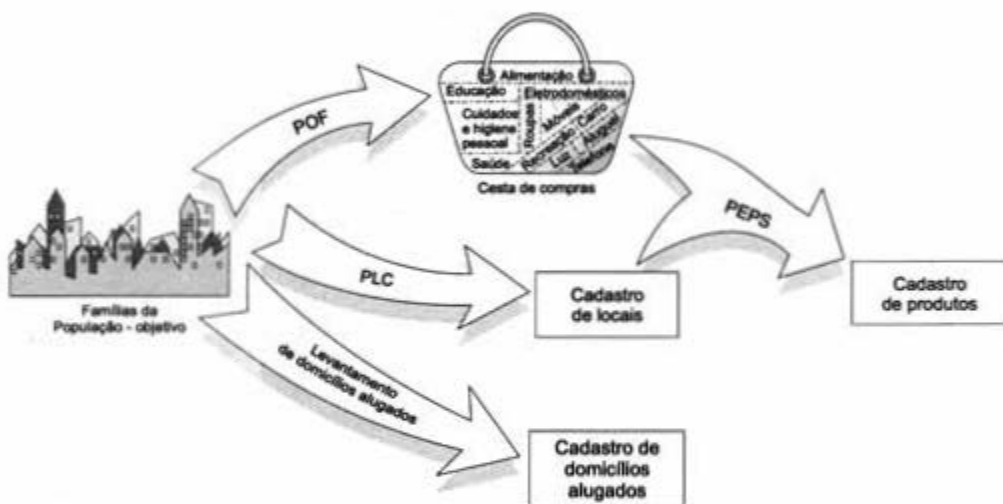 POF
Alimentação
Educação
Eletrodomésticos
Cuidados
e higiene
pessoal
Roupas
Móveis
Carro
Recreação
Aluguel
Luz
Telefone
Saúde
Cesta de compras
PEPS
Famílias da
População - objetivo
PLC
Cadastro
de locais
Cadastro
de produtos
Levantamento
de domicílios alugados
Cadastro de
domicílios
alugados